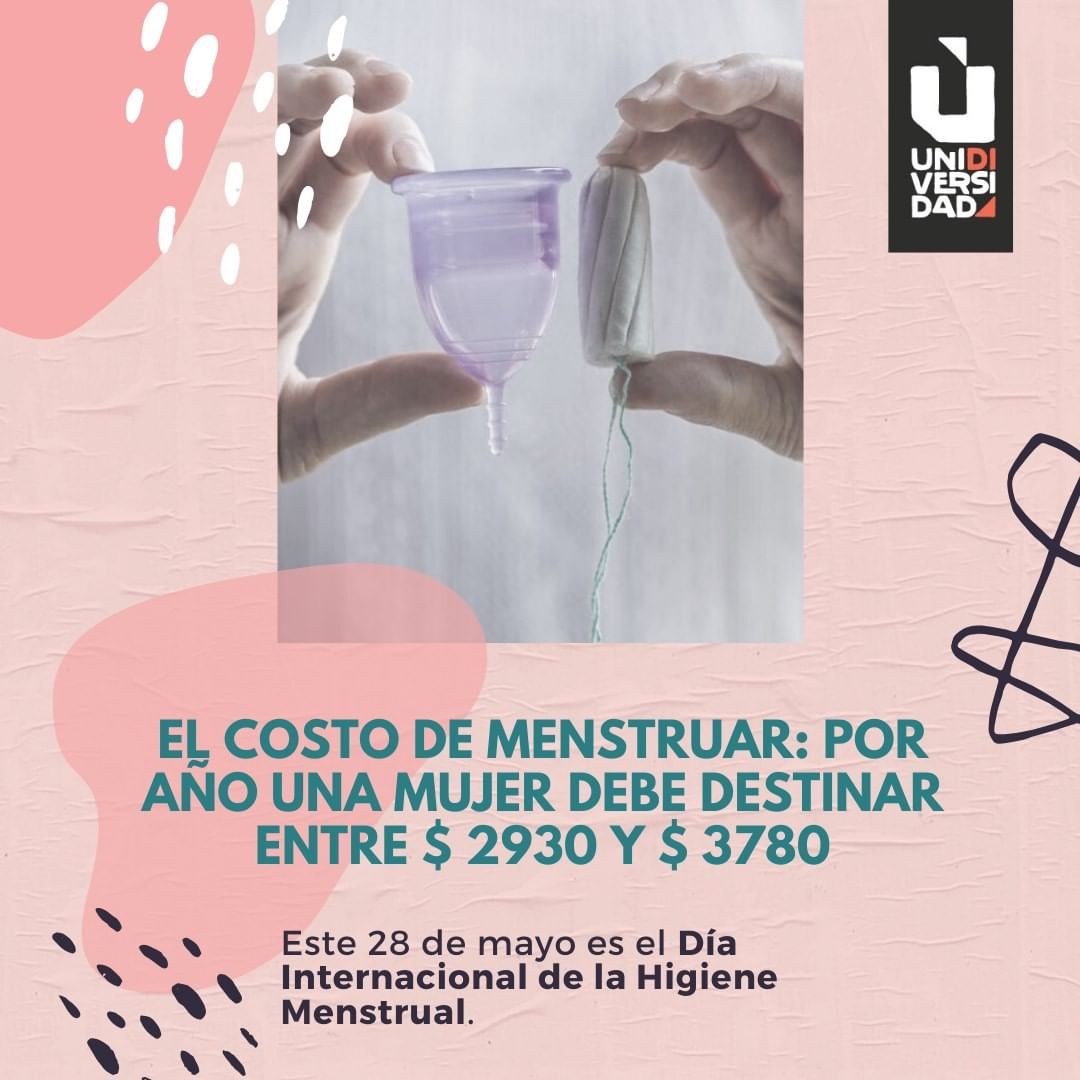 UNIDI
VERSI
DAD
EL COSTO DE MENSTRUAR: POR
AÑO UNA MUJER DEBE DESTINAR
ENTRE $ 2930 Y $ 3780
Este 28 de mayo es el Día
Internacional de la Higiene
Menstrual.